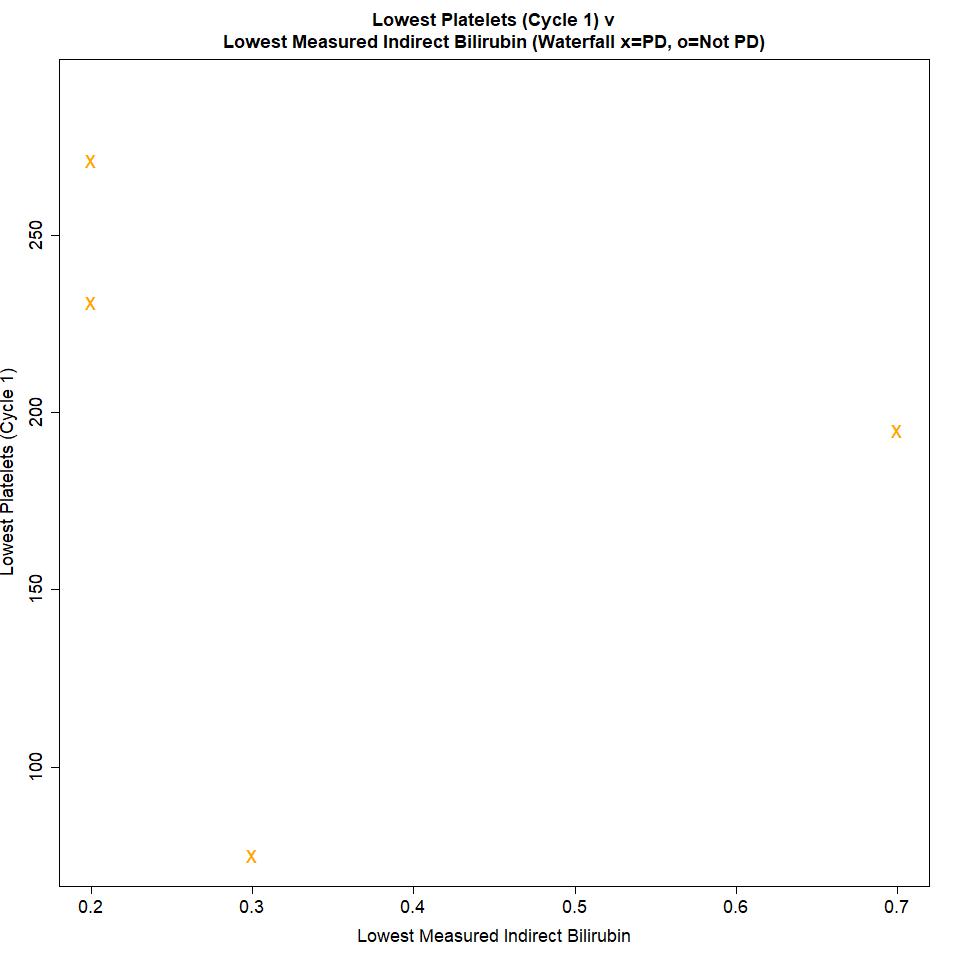 Lowest Platelets (Cycle 1) v
Lowest Measured Indirect Bilirubin (Waterfall x=PD, o=Not PD)
Lowest Platelets (Cycle 1)
250
200
150
100
X
X
X
X
0.2 0.3 0.4 0.5 0.6 0.7
Lowest Measured Indirect Bilirubin